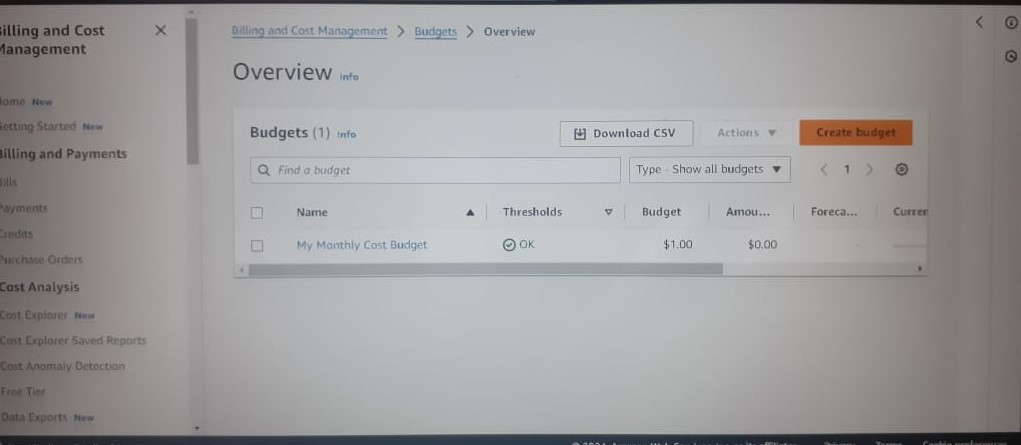 illing and Cost
Management
Billing and Cost Management > Budgets > Overview
Overview Info
ome New
etting Started New
illing and Payments
ills
ayments
redits
urchase Orders
Cost Analysis
Cost Explorer New
Cost Explorer Saved Reports
Cost Anomaly Detection
Free Tier
Data Exports New
Budgets (1) Info
Download CSV
Actions
Create budget
Find a budget
Type - Show all budgets
< 1 >
Name Thresholds Budget Amou... Foreca... Curren
My Monthly Cost Budget OK $1.00 $0.00 -